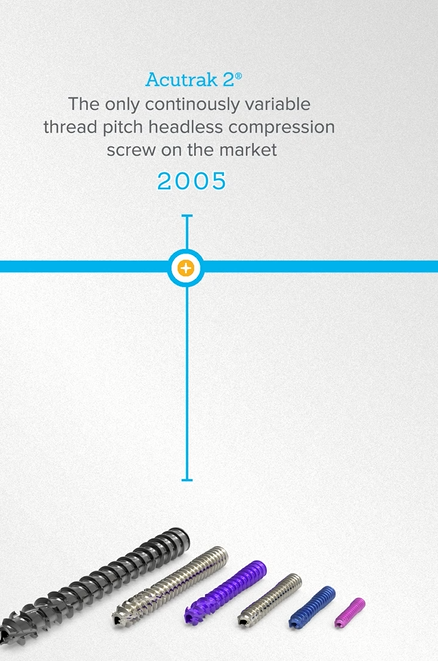 Acutrak 2®
The only continously variable
thread pitch headless compression
screw on the market
2005